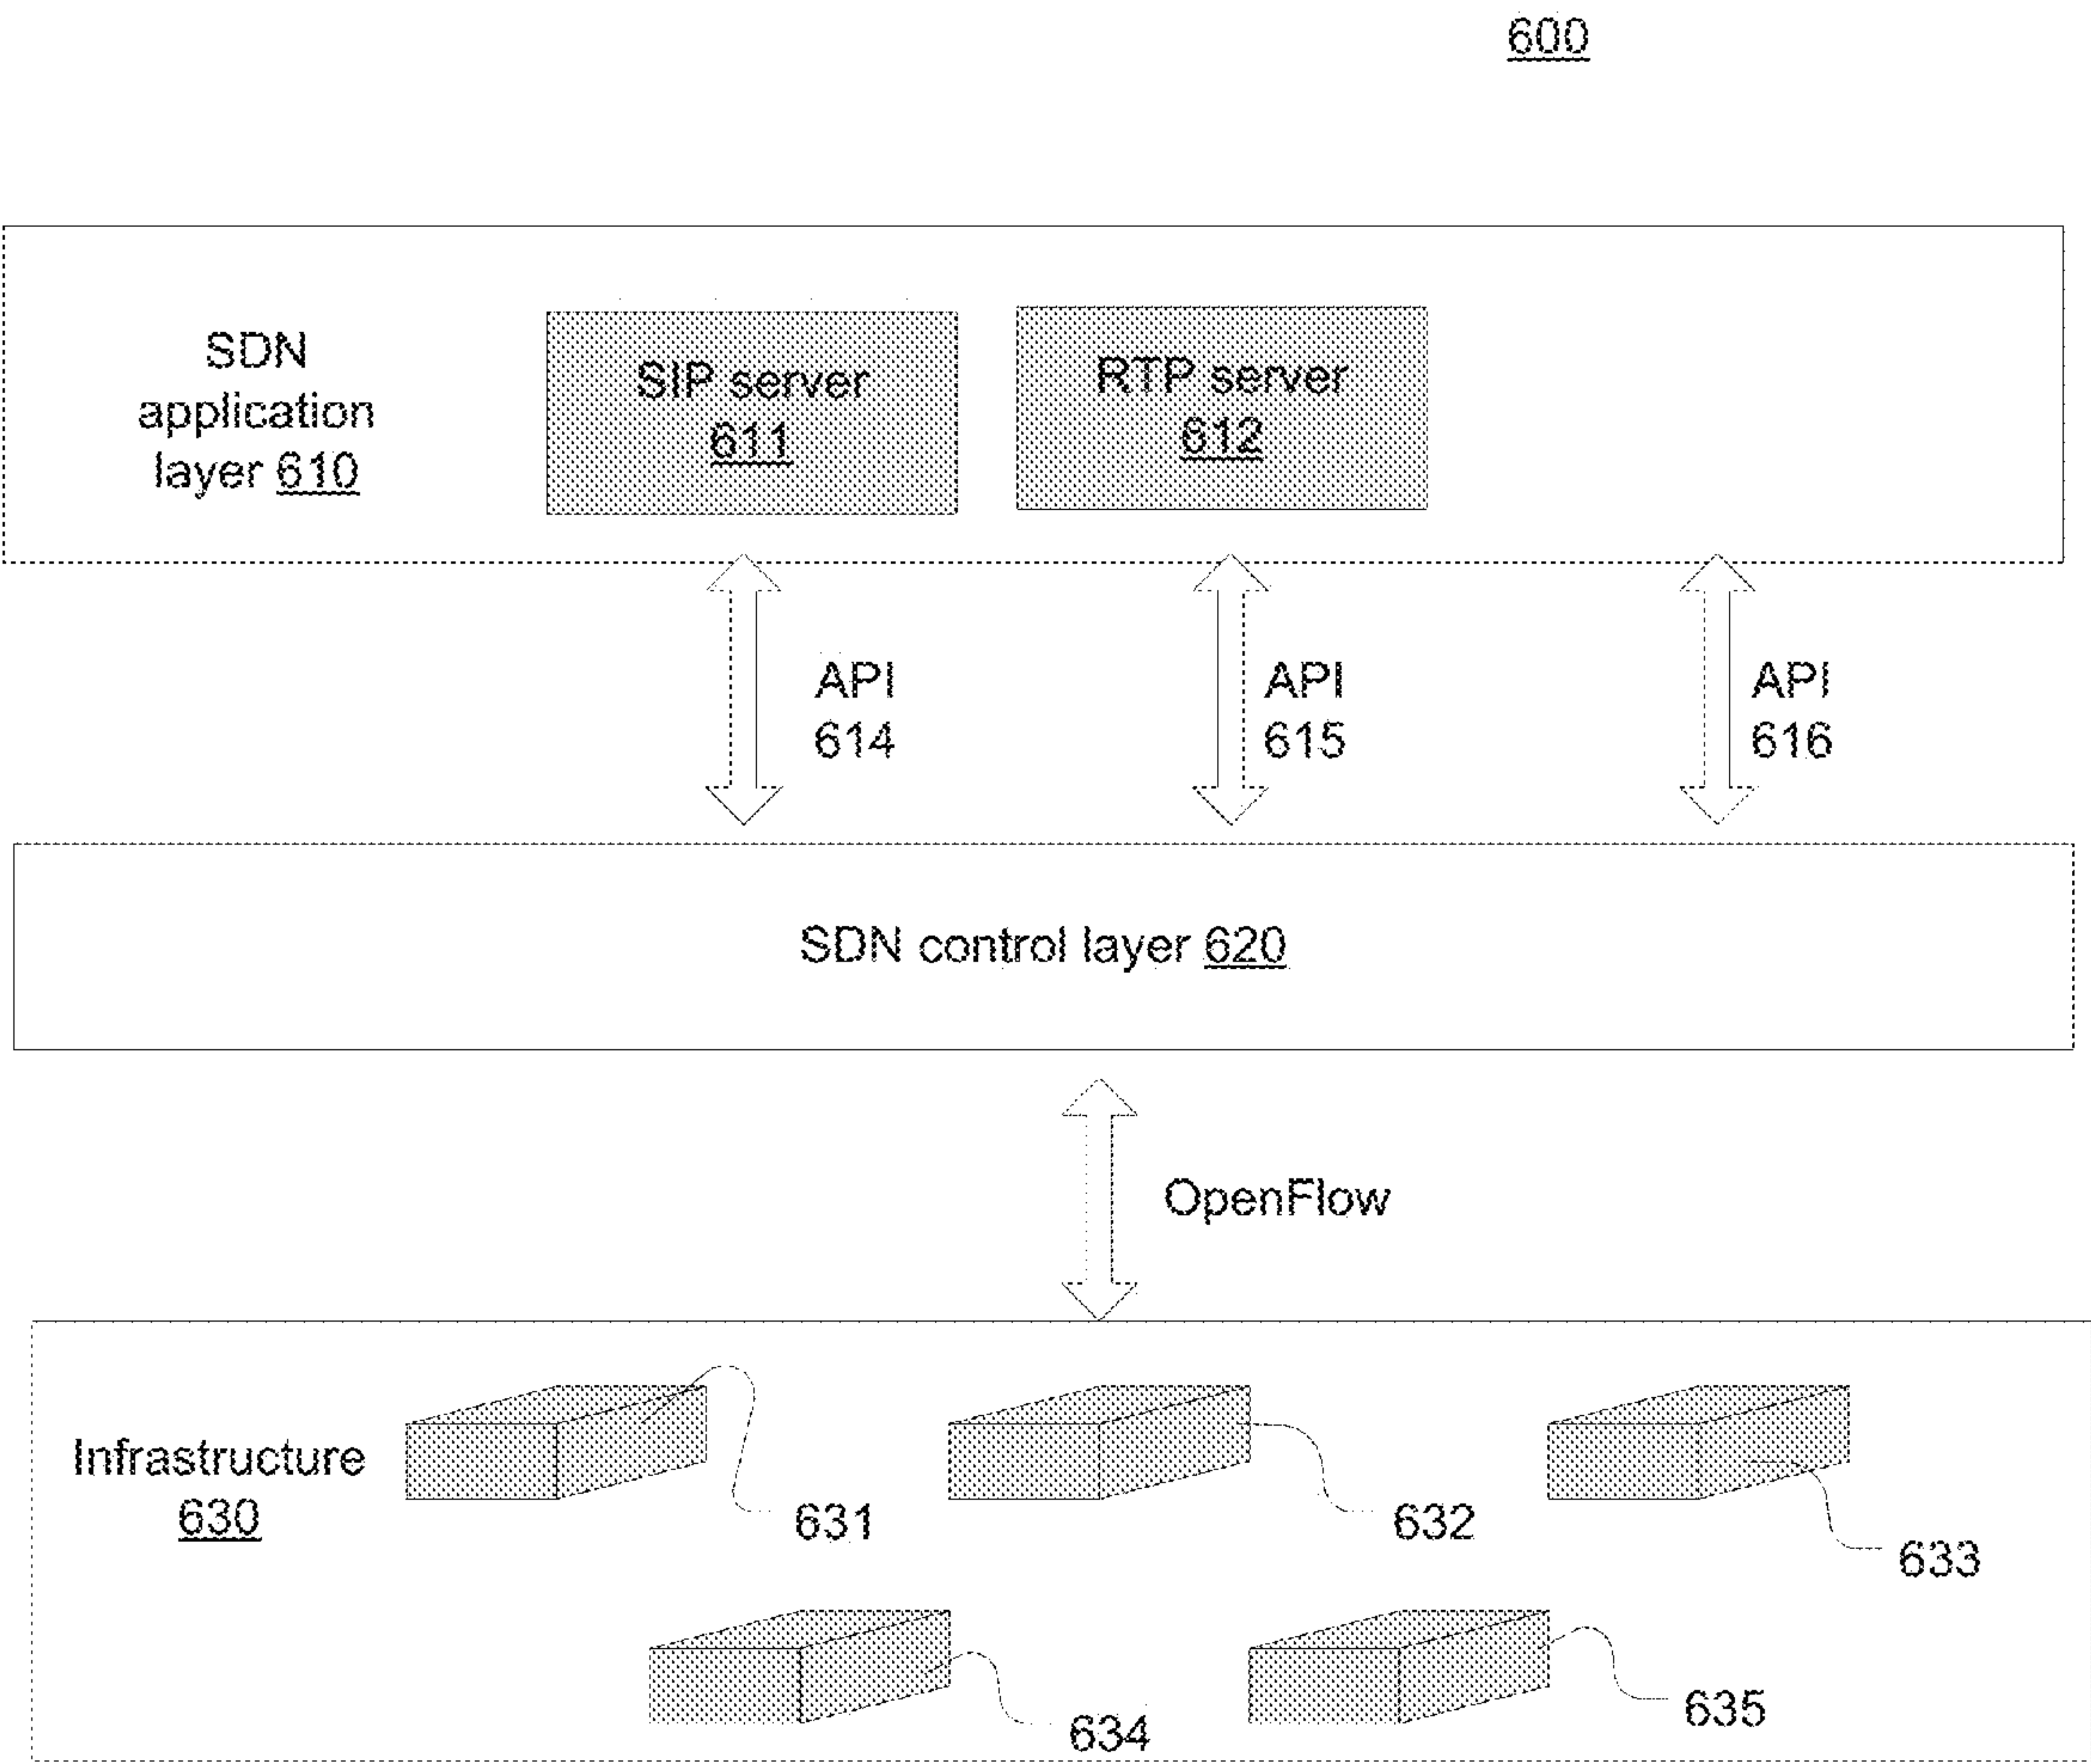 600
SDN
application
layer 610
SIP server
611
RTP server
612
API
614
API
615
API
616
SDN control layer 620
OpenFlow
Infrastructure
630
631
632
633
634
635